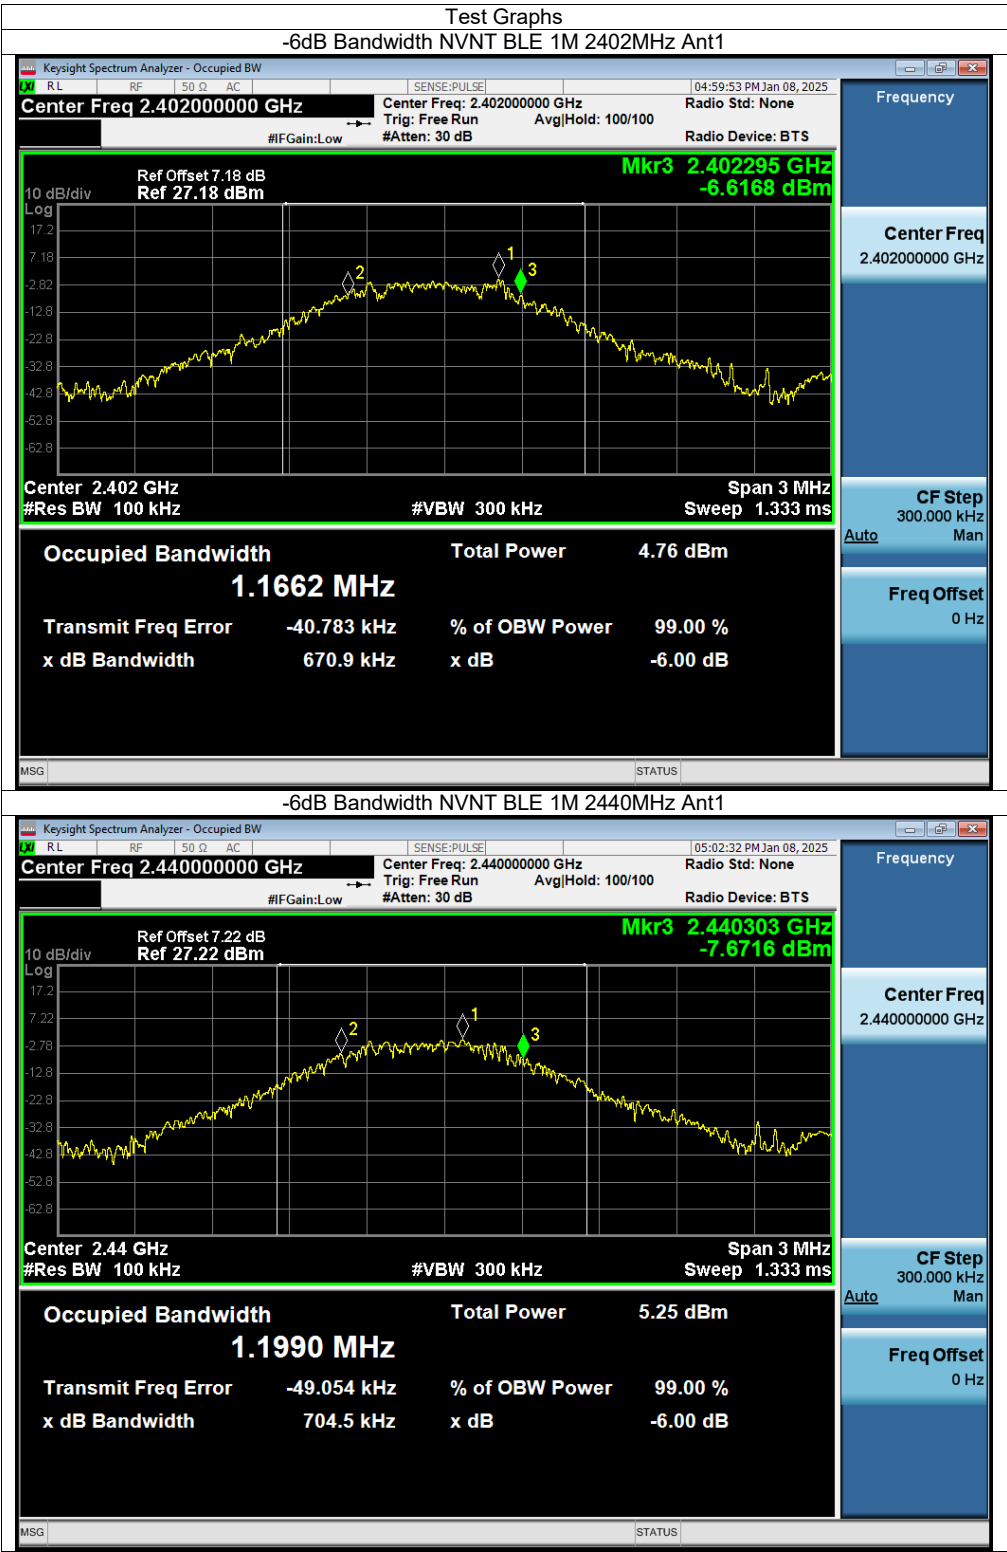 Test Graphs
-6dB Bandwidth NVNT BLE 1M 2402MHz Ant1
Keysight Spectrum Analyzer - Occupied BW
LXI RL RF 50 Ω AC SENSE:PULSE 04:59:53 PM Jan 08, 2025
Center Freq 2.402000000 GHz Center Freq: 2.402000000 GHz Radio Std: None Frequency
Trig: Free Run Avg|Hold: 100/100
#IFGain:Low #Atten: 30 dB Radio Device: BTS
Mkr3 2.402295 GHz
-6.6168 dBm
Ref Offset 7.18 dB
10 dB/div Ref 27.18 dBm
Log
17.2
7.18
-2.82
-12.8
-22.8
-32.8
-42.8
-52.8
-62.8
2 1 3
Center Freq
2.402000000 GHz
Center 2.402 GHz Span 3 MHz
#Res BW 100 kHz #VBW 300 kHz Sweep 1.333 ms
CF Step
300.000 kHz
Auto Man
Occupied Bandwidth Total Power 4.76 dBm
1.1662 MHz
Freq Offset
0 Hz
Transmit Freq Error -40.783 kHz % of OBW Power 99.00 %
x dB Bandwidth 670.9 kHz x dB -6.00 dB
MSG STATUS
-6dB Bandwidth NVNT BLE 1M 2440MHz Ant1
Keysight Spectrum Analyzer - Occupied BW
LXI RL RF 50 Ω AC SENSE:PULSE 05:02:32 PM Jan 08, 2025
Center Freq 2.440000000 GHz Center Freq: 2.440000000 GHz Radio Std: None Frequency
Trig: Free Run Avg|Hold: 100/100
#IFGain:Low #Atten: 30 dB Radio Device: BTS
Mkr3 2.440303 GHz
-7.6716 dBm
Ref Offset 7.22 dB
10 dB/div Ref 27.22 dBm
Log
17.2
7.22
-2.78
-12.8
-22.8
-32.8
-42.8
-52.8
-62.8
2 1 3
Center Freq
2.440000000 GHz
Center 2.44 GHz Span 3 MHz
#Res BW 100 kHz #VBW 300 kHz Sweep 1.333 ms
CF Step
300.000 kHz
Auto Man
Occupied Bandwidth Total Power 5.25 dBm
1.1990 MHz
Freq Offset
0 Hz
Transmit Freq Error -49.054 kHz % of OBW Power 99.00 %
x dB Bandwidth 704.5 kHz x dB -6.00 dB
MSG STATUS